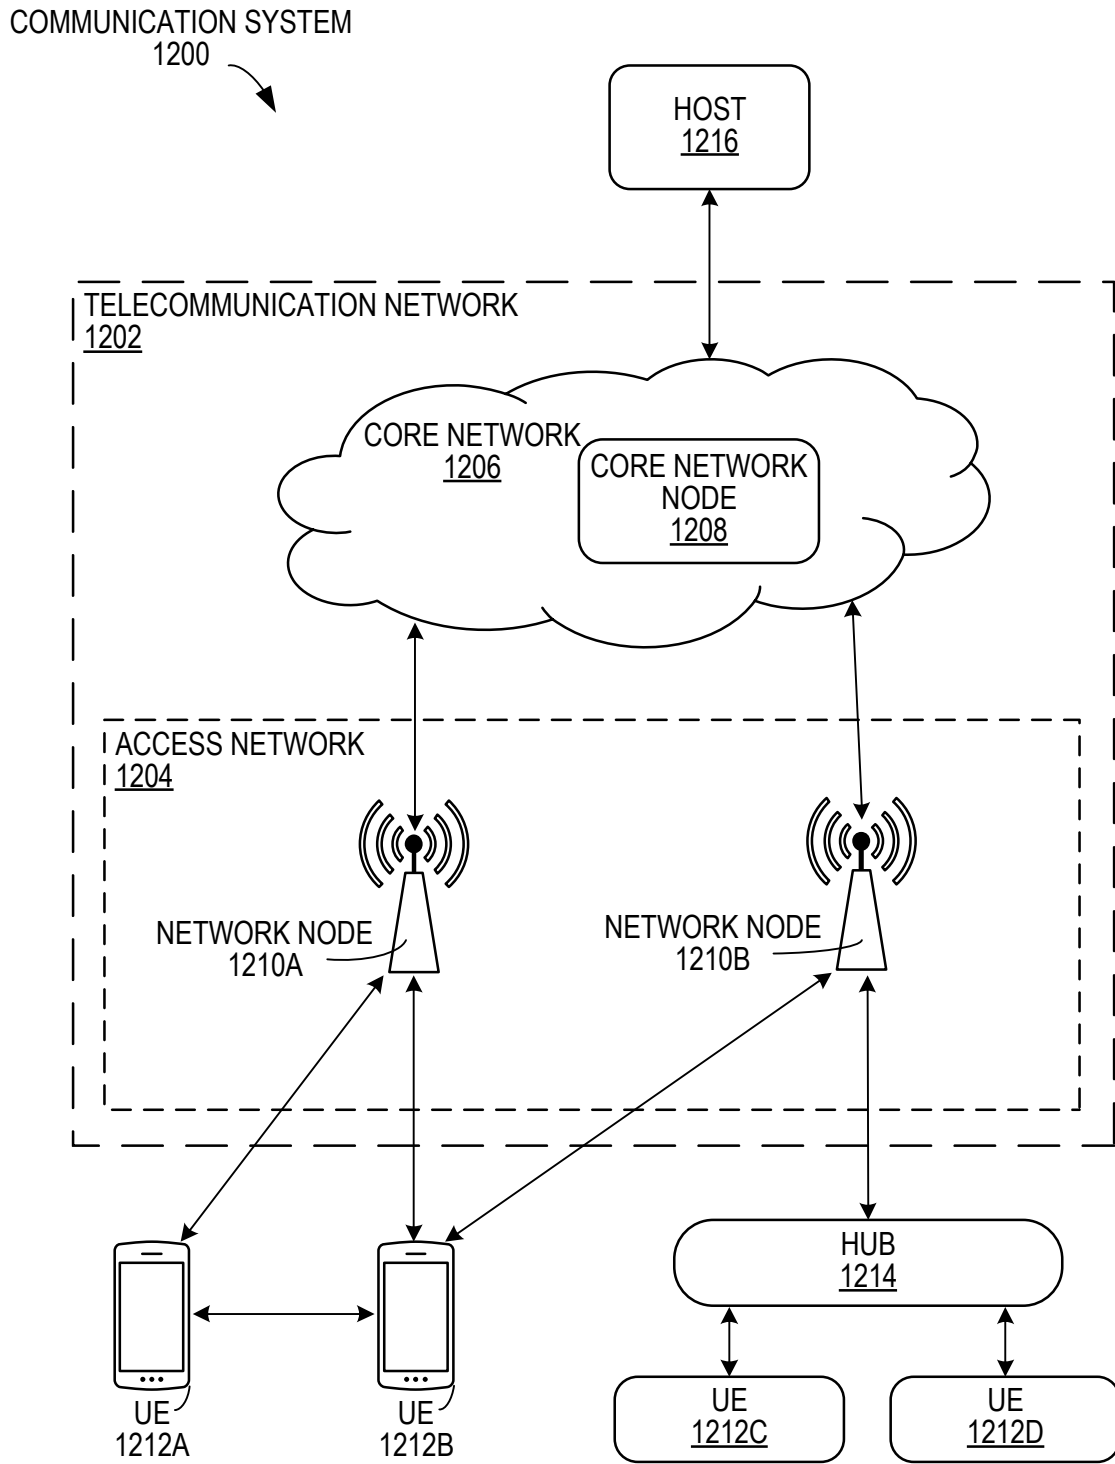 COMMUNICATION SYSTEM
1200
HOST
1216
TELECOMMUNICATION NETWORK
1202
CORE NETWORK
1206
CORE NETWORK
NODE
1208
ACCESS NETWORK
1204
NETWORK NODE
1210A
NETWORK NODE
1210B
HUB
1214
UE
1212A
UE
1212B
UE
1212C
UE
1212D